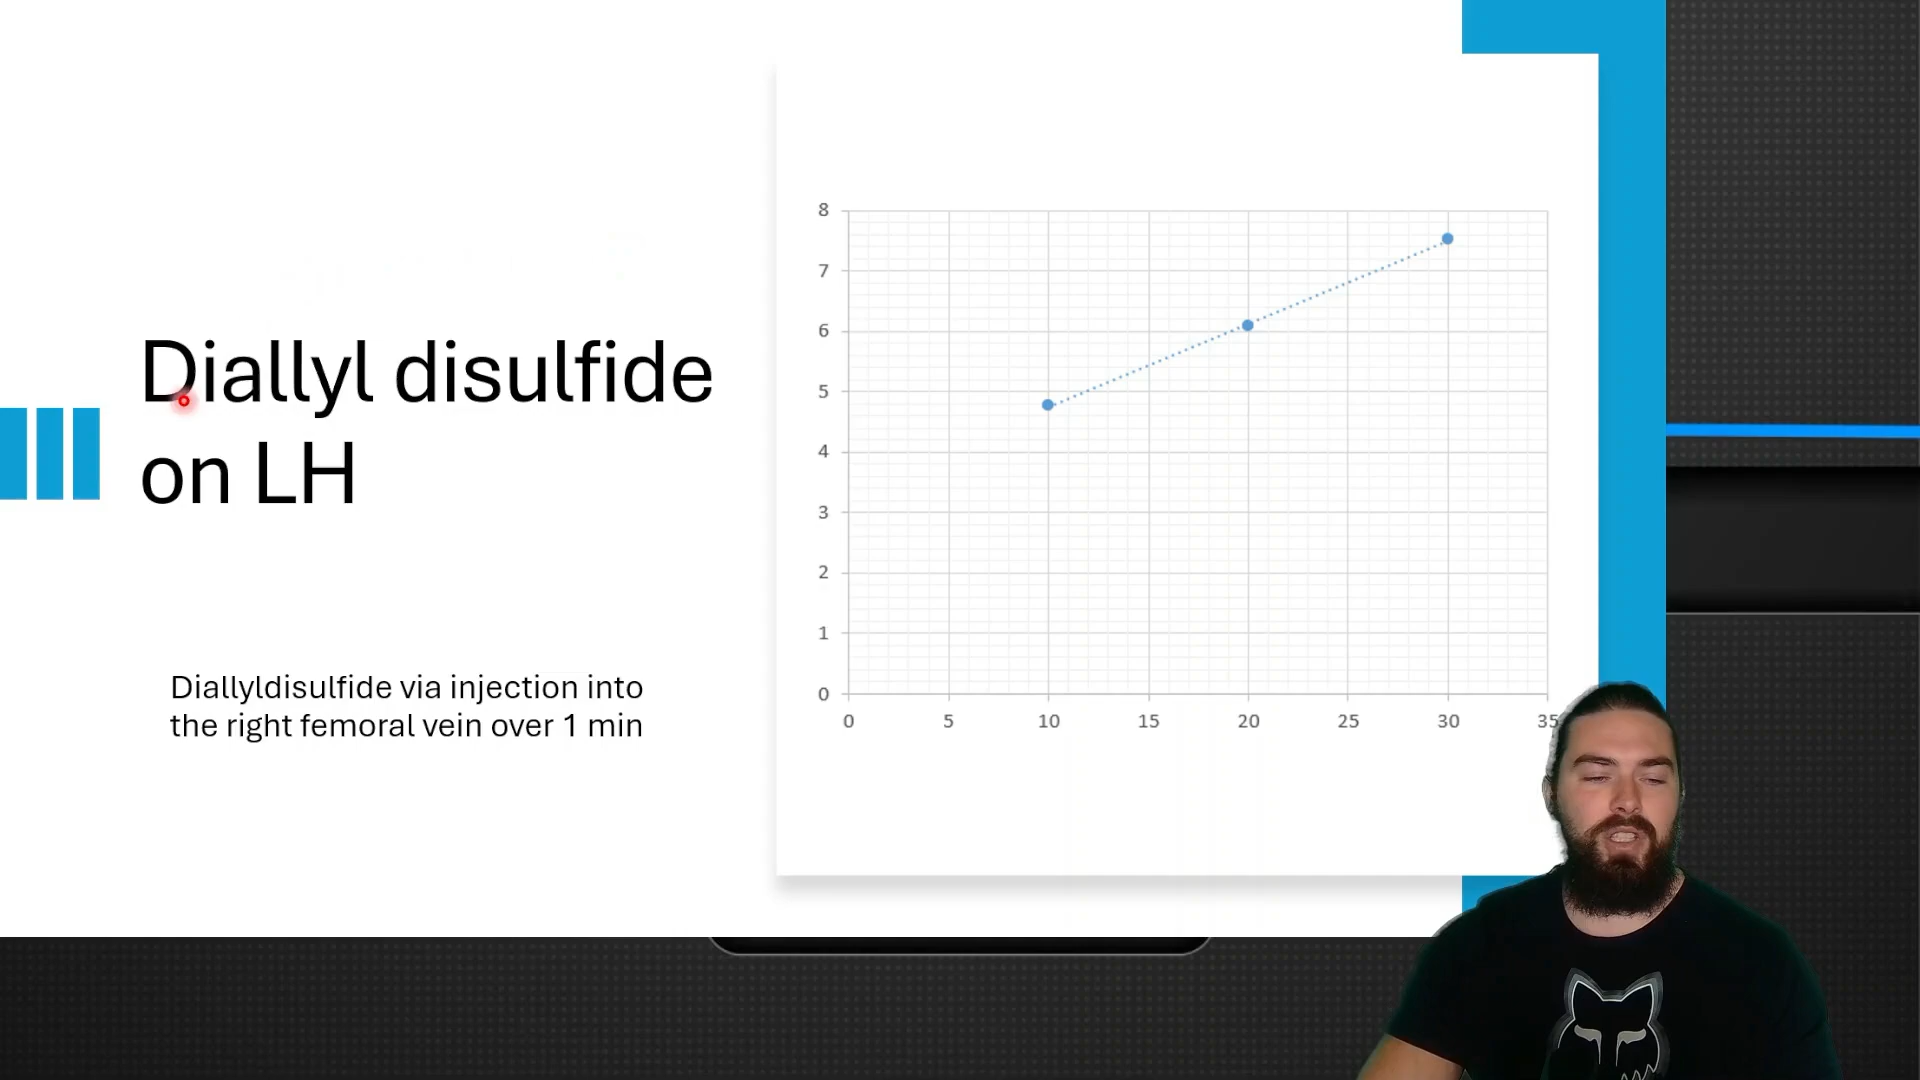 Diallyl disulfide
on LH
Diallyldisulfide via injection into
the right femoral vein over 1 min
8
7
6
5
4
3
2
1
0
0 5 10 15 20 25 30 35